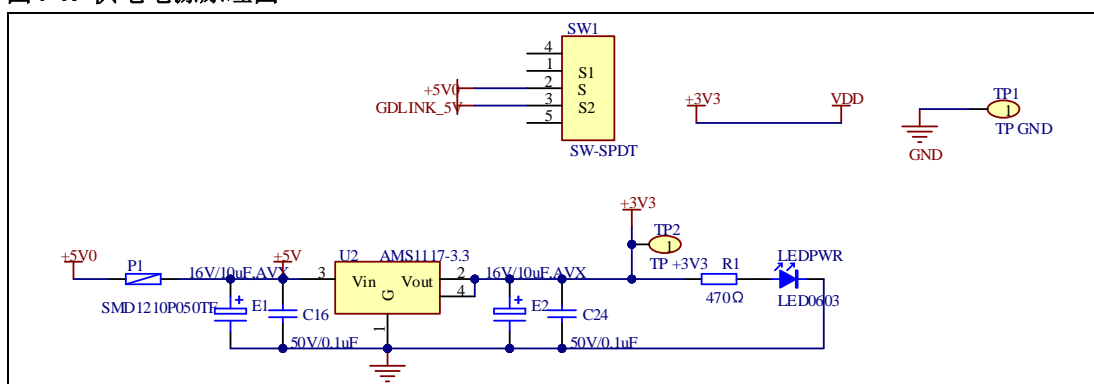 SW1
4
1
S1
+5V0
2
S
GDLINK_5V
3
S2
5
SW-SPDT
+3V3
VDD
TP1
1
TP GND
GND
+3V3
+5V0
+5V
U2
AMS1117-3.3
TP2
1
TP +3V3
LEDPWR
P1
16V/10uF,AVX
3
Vin
Vout
2
4
G
1
16V/10uF,AVX
R1
SMD1210P050TF
E1
C16
E2
C24
470Ω
LED0603
50V/0.1uF
50V/0.1uF